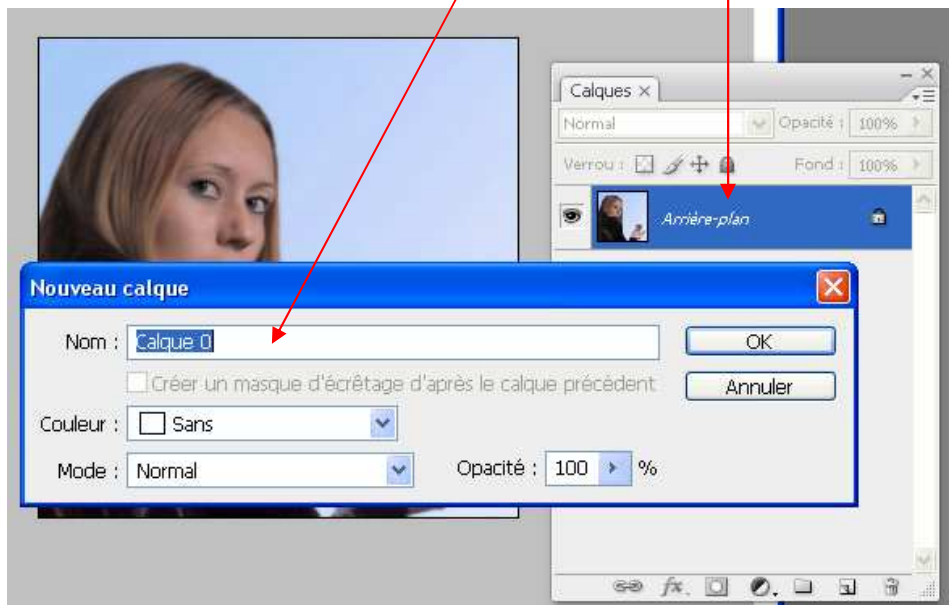 Calques ×
Normal Opacité : 100%
Verrou : Fond : 100%
Arrière-plan
Nouveau calque
Nom : Calque 0 OK
Créer un masque d'écrêtage d'après le calque précédent Annuler
Couleur : Sans
Mode : Normal Opacité : 100 %
fx.